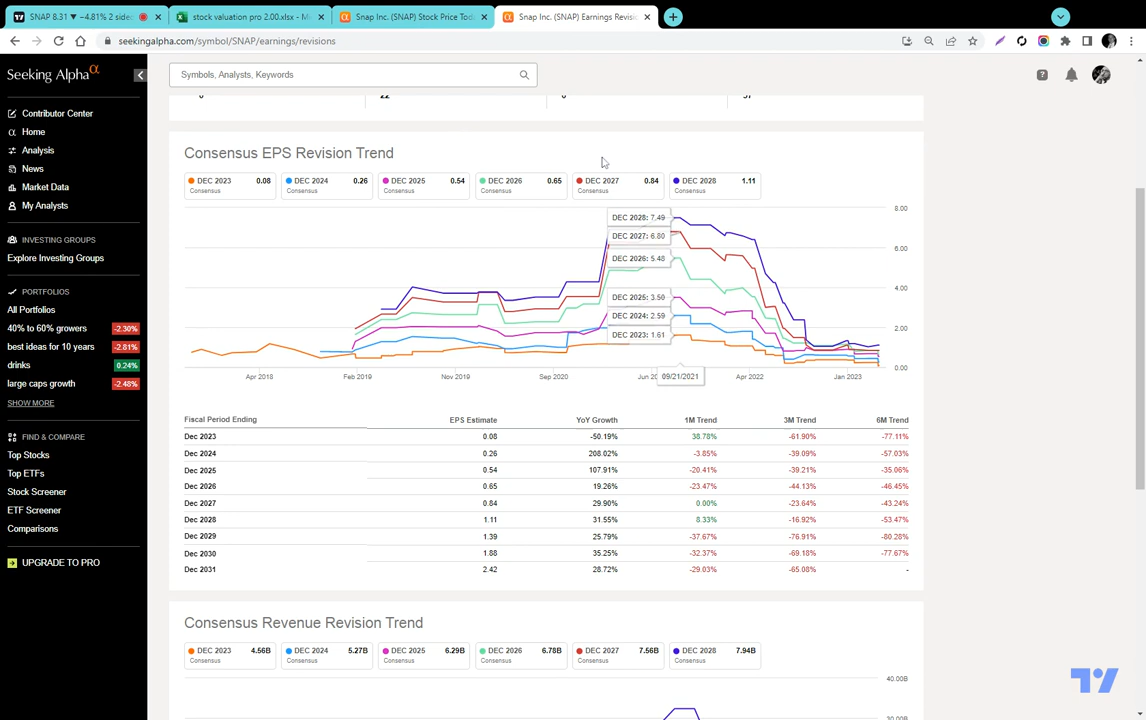 SNAP 8.31 ▼ −4.81% 2 side
stock valuation pro 2.00.xlsx - M
Snap Inc. (SNAP) Stock Price Tod
Snap Inc. (SNAP) Earnings Revisi
seekingalpha.com/symbol/SNAP/earnings/revisions
Seeking Alpha α
Symbols, Analysts, Keywords
Contributor Center
Home
Analysis
News
Market Data
My Analysts
INVESTING GROUPS
Explore Investing Groups
PORTFOLIOS
All Portfolios
40% to 60% growers -2.30%
best ideas for 10 years -2.81%
drinks 0.24%
large caps growth -2.48%
SHOW MORE
FIND & COMPARE
Top Stocks
Top ETFs
Stock Screener
ETF Screener
Comparisons
UPGRADE TO PRO
Consensus EPS Revision Trend
DEC 2023 0.08 DEC 2024 0.26 DEC 2025 0.54 DEC 2026 0.65 DEC 2027 0.84 DEC 2028 1.11
Consensus Consensus Consensus Consensus Consensus Consensus
8.00
DEC 2028: 7.49
DEC 2027: 6.80
6.00
DEC 2026: 5.48
4.00
DEC 2025: 3.50
DEC 2024: 2.59
2.00
DEC 2023: 1.61
0.00
Apr 2018 Feb 2019 Nov 2019 Sep 2020 Jun 20 09/21/2021 Apr 2022 Jan 2023
Fiscal Period Ending EPS Estimate YoY Growth 1M Trend 3M Trend 6M Trend
Dec 2023 0.08 -50.19% 38.78% -61.90% -77.11%
Dec 2024 0.26 208.02% -3.85% -39.09% -57.03%
Dec 2025 0.54 107.91% -20.41% -39.21% -35.06%
Dec 2026 0.65 19.26% -23.47% -44.13% -46.45%
Dec 2027 0.84 29.90% 0.00% -23.64% -43.24%
Dec 2028 1.11 31.55% 8.33% -16.92% -53.47%
Dec 2029 1.39 25.79% -37.67% -76.91% -80.28%
Dec 2030 1.88 35.25% -32.37% -69.18% -77.67%
Dec 2031 2.42 28.72% -29.03% -65.08% -
Consensus Revenue Revision Trend
DEC 2023 4.56B DEC 2024 5.27B DEC 2025 6.29B DEC 2026 6.78B DEC 2027 7.56B DEC 2028 7.94B
Consensus Consensus Consensus Consensus Consensus Consensus
40.00B